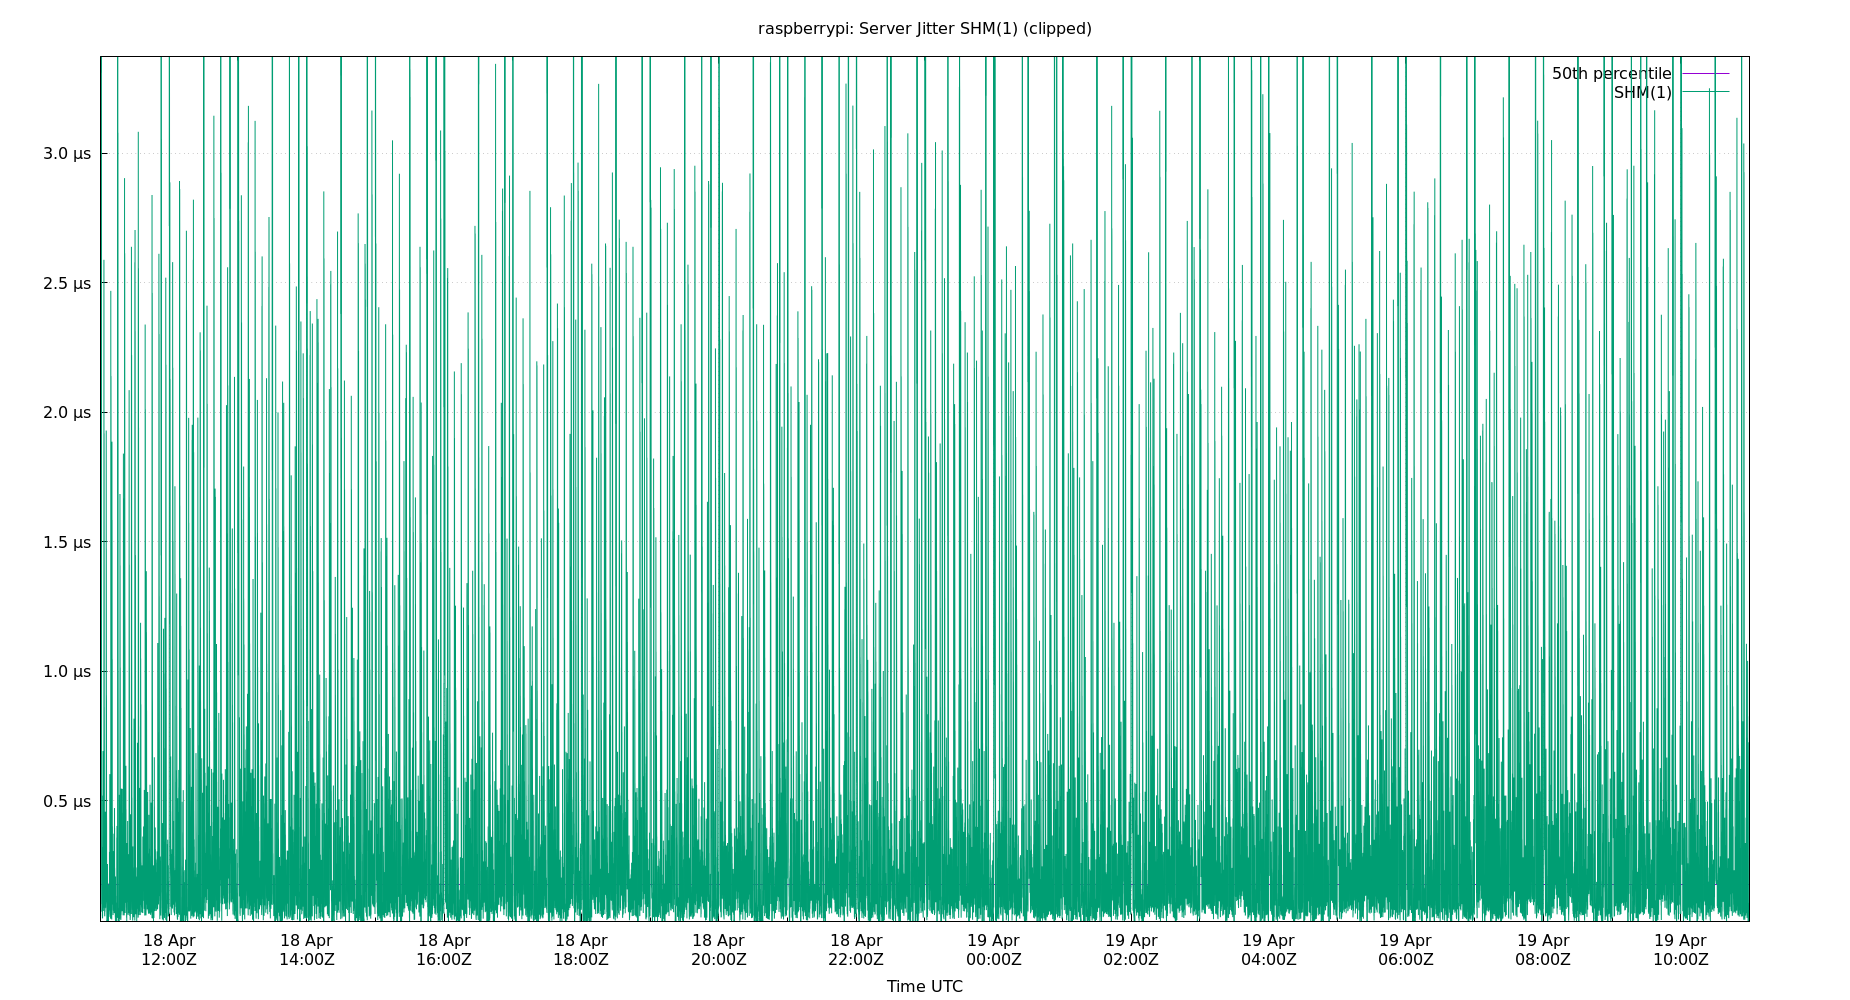 raspberrypi: Server Jitter SHM(1) (clipped)
50th percentile
SHM(1)
3.0 µs
2.5 µs
2.0 µs
1.5 µs
1.0 µs
0.5 µs
18 Apr 18 Apr 18 Apr 18 Apr 18 Apr 18 Apr 19 Apr 19 Apr 19 Apr 19 Apr 19 Apr 19 Apr
12:00Z 14:00Z 16:00Z 18:00Z 20:00Z 22:00Z 00:00Z 02:00Z 04:00Z 06:00Z 08:00Z 10:00Z
Time UTC